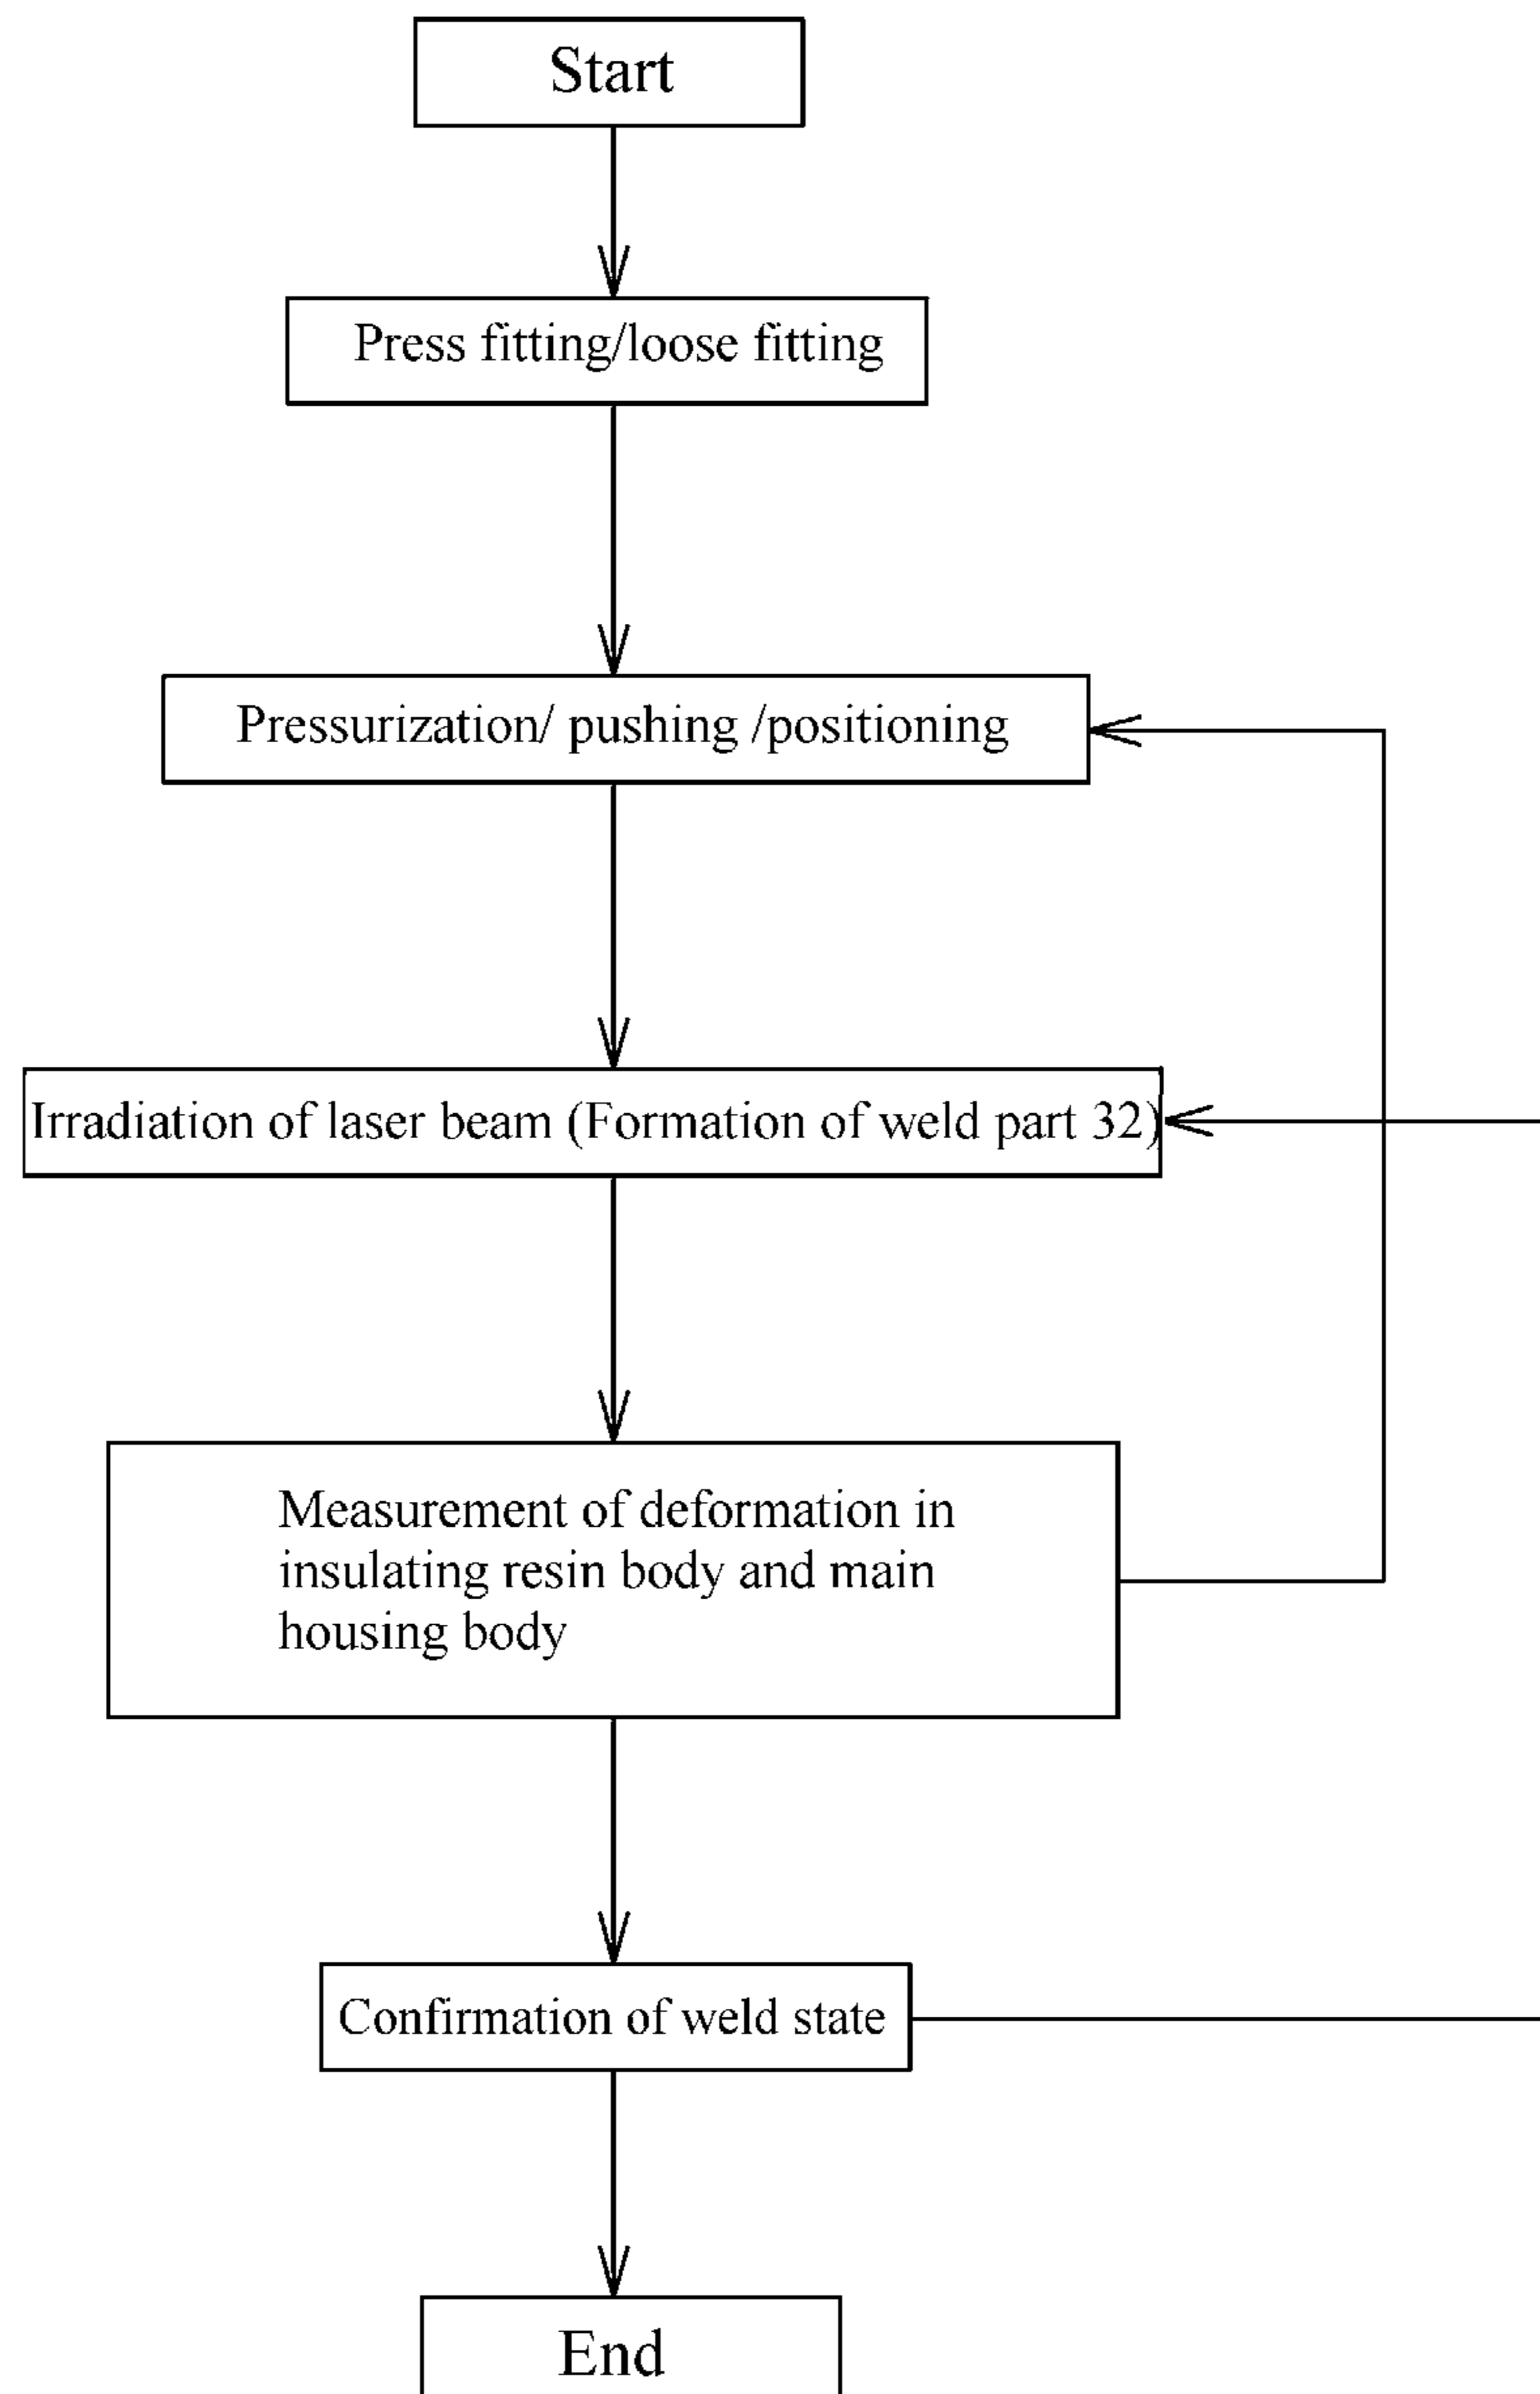 Start
Press fitting/loose fitting
Pressurization/ pushing /positioning
Irradiation of laser beam (Formation of weld part 32)
Measurement of deformation in
insulating resin body and main
housing body
Confirmation of weld state
End